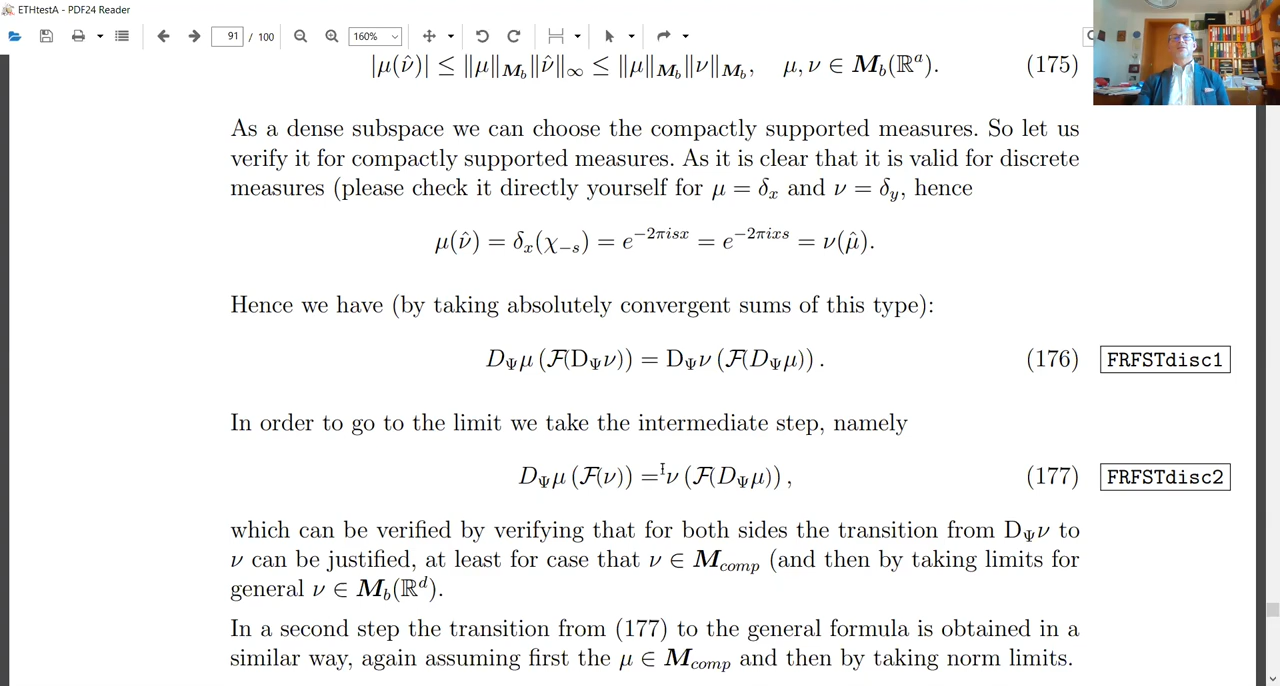 ETHtestA - PDF24 Reader
91 / 100 160%
|μ(ν̂)| ≤ ‖μ‖_{M_b}‖ν̂‖_∞ ≤ ‖μ‖_{M_b}‖ν‖_{M_b}, μ, ν ∈ M_b(ℝ^d). (175)
As a dense subspace we can choose the compactly supported measures. So let us
verify it for compactly supported measures. As it is clear that it is valid for discrete
measures (please check it directly yourself for μ = δ_x and ν = δ_y, hence
μ(ν̂) = δ_x(χ_{-s}) = e^{-2πisx} = e^{-2πixs} = ν(μ̂).
Hence we have (by taking absolutely convergent sums of this type):
D_Ψμ (ℱ(D_Ψν)) = D_Ψν (ℱ(D_Ψμ)) . (176) FRFSTdisc1
In order to go to the limit we take the intermediate step, namely
D_Ψμ (ℱ(ν)) = ν (ℱ(D_Ψμ)) , (177) FRFSTdisc2
which can be verified by verifying that for both sides the transition from D_Ψν to
ν can be justified, at least for case that ν ∈ M_{comp} (and then by taking limits for
general ν ∈ M_b(ℝ^d).
In a second step the transition from (177) to the general formula is obtained in a
similar way, again assuming first the μ ∈ M_{comp} and then by taking norm limits.